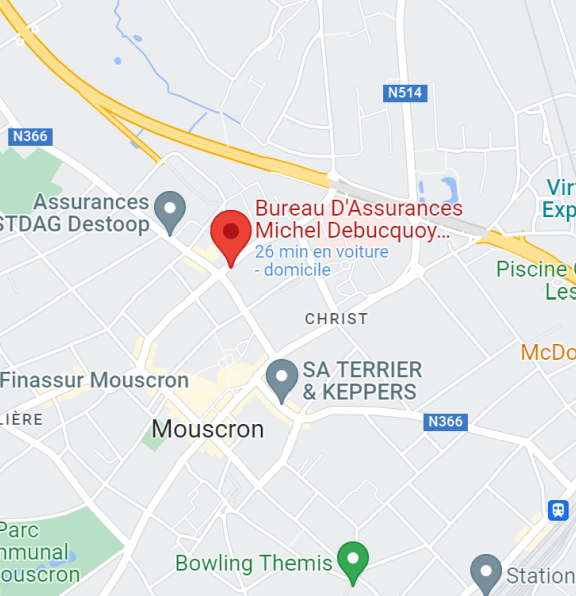 N514
N366
Assurances
STDAG Destoop
Bureau D'Assurances
Michel Debucquoy...
26 min en voiture
- domicile
Vir
Exp
Piscine
Les
CHRIST
McDo
SA TERRIER
& KEPPERS
Finassur Mouscron
LIÈRE
N366
Mouscron
Parc
mmunal
ouscron
Bowling Themis
Station